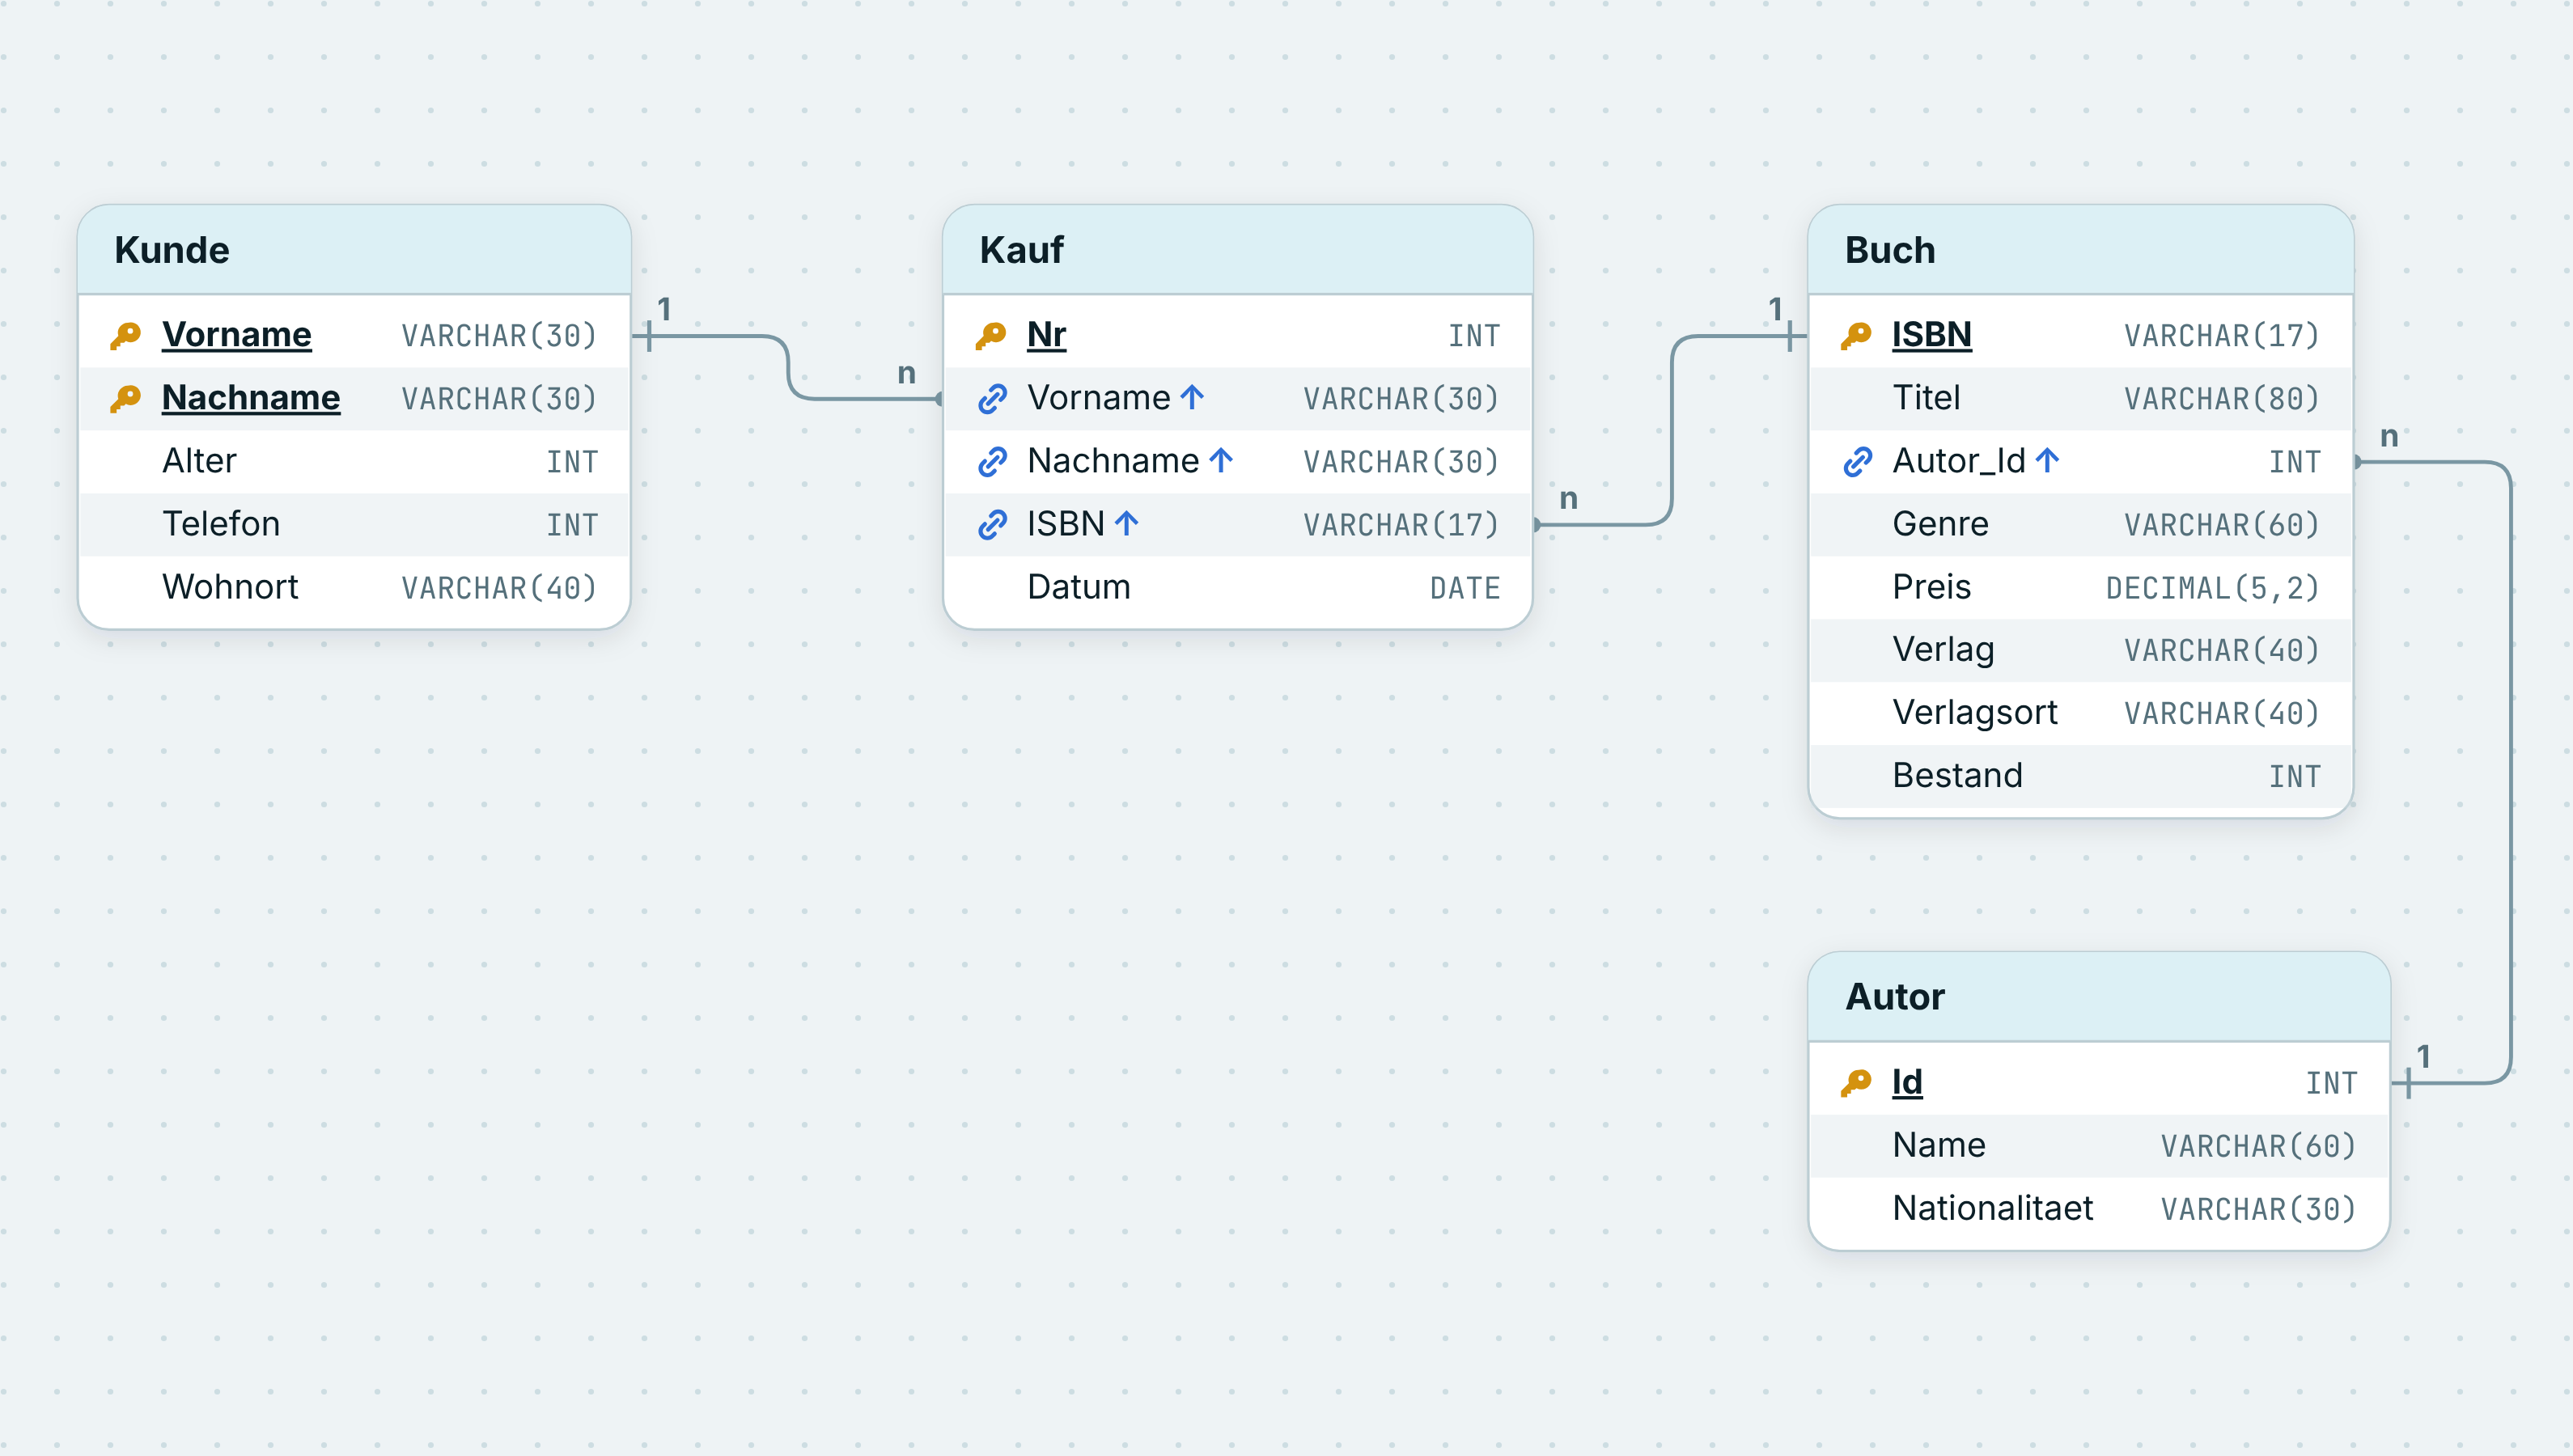 Kunde
Vorname VARCHAR(30)
Nachname VARCHAR(30)
Alter INT
Telefon INT
Wohnort VARCHAR(40)
1
n
Kauf
Nr INT
Vorname ↑ VARCHAR(30)
Nachname ↑ VARCHAR(30)
ISBN ↑ VARCHAR(17)
Datum DATE
n
1
Buch
ISBN VARCHAR(17)
Titel VARCHAR(80)
Autor_Id ↑ INT
Genre VARCHAR(60)
Preis DECIMAL(5,2)
Verlag VARCHAR(40)
Verlagsort VARCHAR(40)
Bestand INT
n
1
Autor
Id INT
Name VARCHAR(60)
Nationalitaet VARCHAR(30)